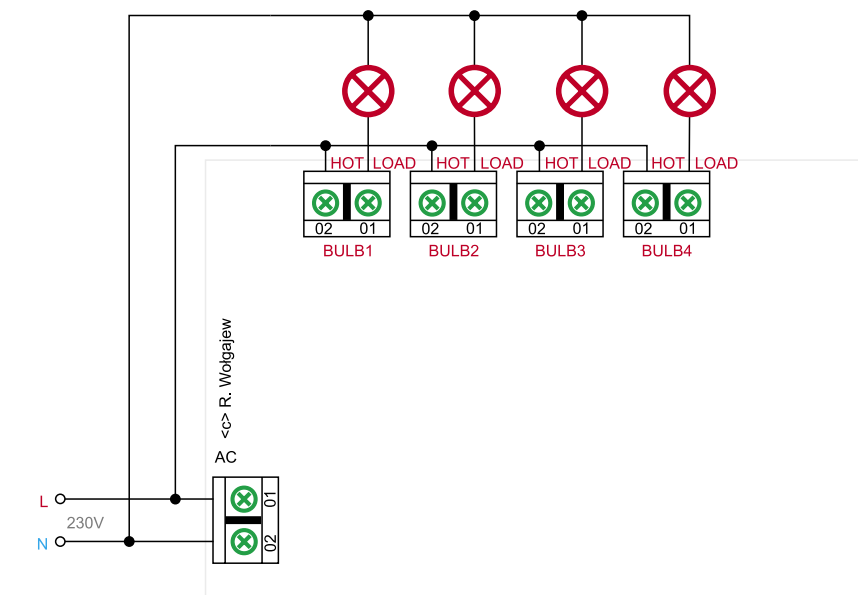 HOT LOAD HOT LOAD HOT LOAD HOT LOAD
02 01 02 01 02 01 02 01
BULB1 BULB2 BULB3 BULB4
<c> R. Wołgajew
AC
L 01
230V
N 02